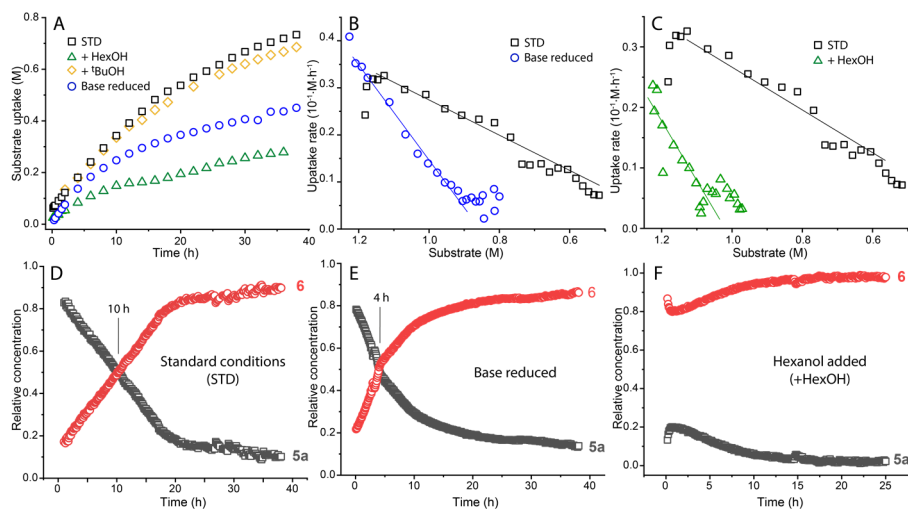 A
STD
+ HexOH
+ ᵗBuOH
Base reduced
Substrate uptake (M)
0.8
0.6
0.4
0.2
0.0
0 10 20 30 40
Time (h)
B
STD
Base reduced
Uptake rate (10⁻¹·M·h⁻¹)
0.4
0.3
0.2
0.1
0.0
1.2 1.0 0.8 0.6
Substrate (M)
C
STD
+ HexOH
Uptake rate (10⁻¹·M·h⁻¹)
0.3
0.2
0.1
0.0
1.2 1.0 0.8 0.6
Substrate (M)
D
6
10 h
Standard conditions
(STD)
5a
Relative concentration
1.0
0.8
0.6
0.4
0.2
0.0
0 10 20 30 40
Time (h)
E
6
4 h
Base reduced
5a
Relative concentration
1.0
0.8
0.6
0.4
0.2
0.0
0 10 20 30 40
Time (h)
F
6
Hexanol added
(+HexOH)
5a
Relative concentration
1.0
0.8
0.6
0.4
0.2
0.0
0 5 10 15 20 25
Time (h)